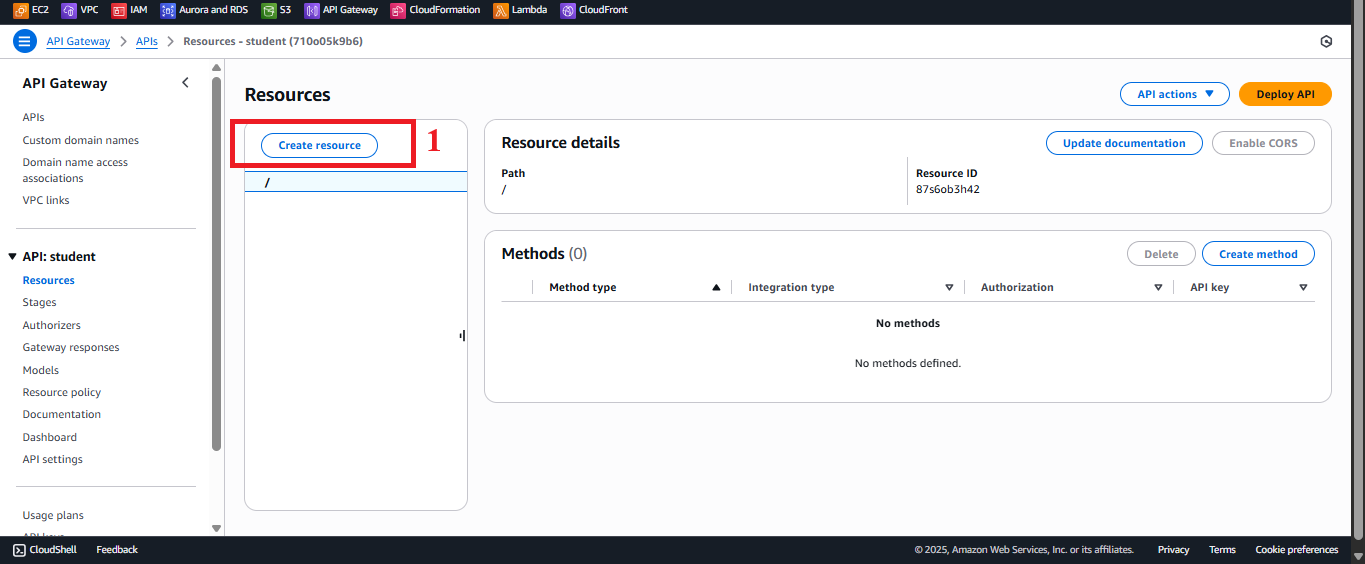 EC2 VPC IAM Aurora and RDS S3 API Gateway CloudFormation Lambda CloudFront
API Gateway > APIs > Resources - student (710o05k9b6)
API Gateway
APIs
Custom domain names
Domain name access
associations
VPC links
API: student
Resources
Stages
Authorizers
Gateway responses
Models
Resource policy
Documentation
Dashboard
API settings
Usage plans
Resources
API actions
Deploy API
Create resource
1
/
Resource details
Update documentation
Enable CORS
Path
/
Resource ID
87s6ob3h42
Methods (0)
Delete
Create method
Method type Integration type Authorization API key
No methods
No methods defined.
CloudShell Feedback © 2025, Amazon Web Services, Inc. or its affiliates. Privacy Terms Cookie preferences